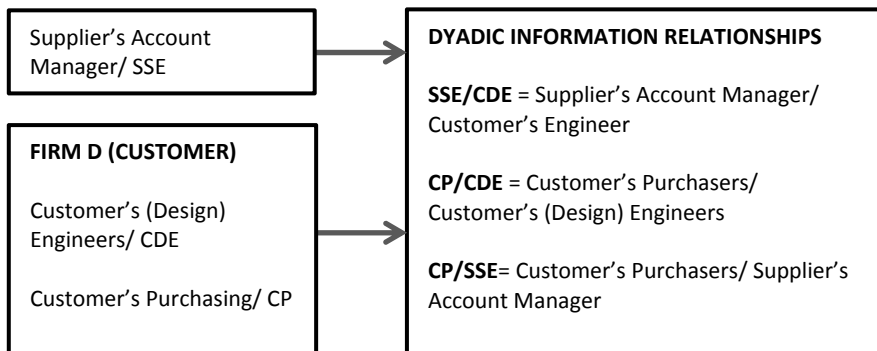 Supplier's Account
Manager/ SSE
FIRM D (CUSTOMER)
Customer's (Design)
Engineers/ CDE
Customer's Purchasing/ CP
DYADIC INFORMATION RELATIONSHIPS
SSE/CDE = Supplier's Account Manager/
Customer's Engineer
CP/CDE = Customer's Purchasers/
Customer's (Design) Engineers
CP/SSE= Customer's Purchasers/ Supplier's
Account Manager